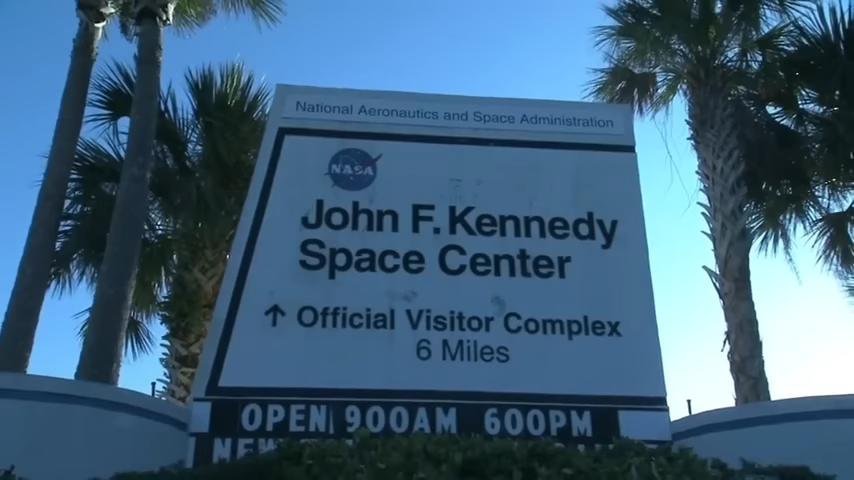 National Aeronautics and Space Administration
NASA
John F. Kennedy
Space Center
↑ Official Visitor Complex
6 Miles
OPEN 900AM 600PM